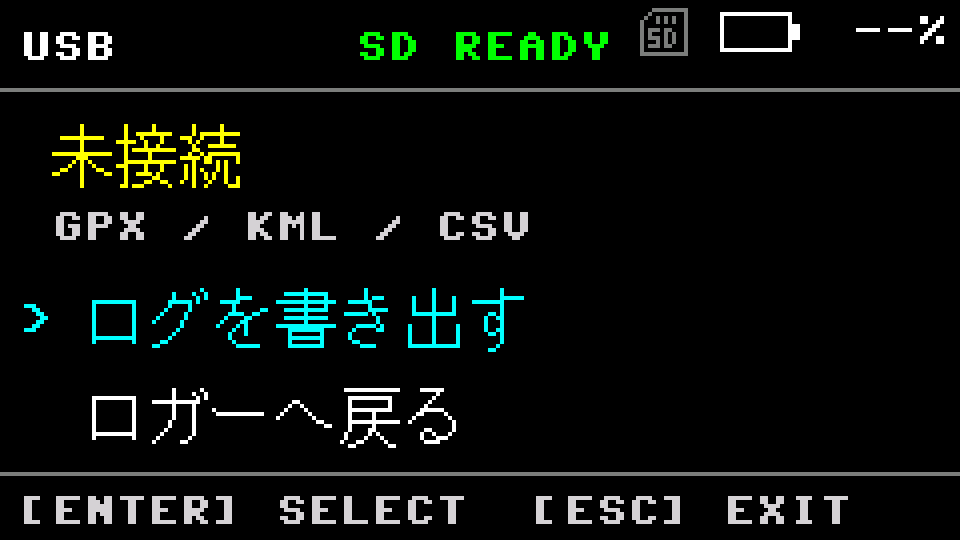 USB SD READY SD --%
未接続
GPX / KML / CSV
> ログを書き出す
ロガーへ戻る
[ENTER] SELECT [ESC] EXIT